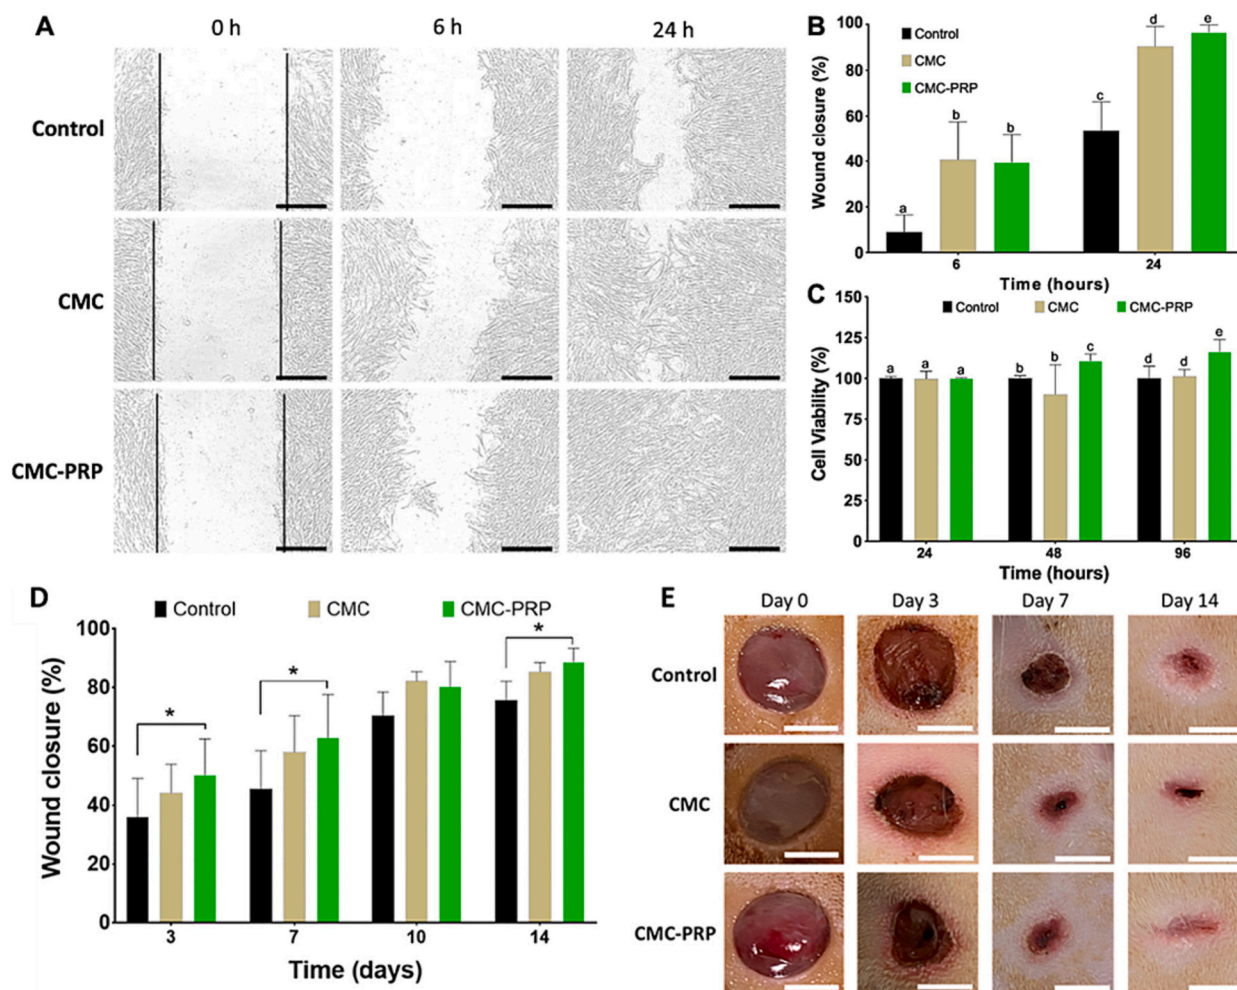 A
0 h 6 h 24 h
Control
CMC
CMC-PRP
B
Control
CMC
CMC-PRP
Wound closure (%)
100
80
60
40
20
0
a b b c d e
6 24
Time (hours)
C
Control CMC CMC-PRP
Cell Viability (%)
150
125
100
75
50
25
0
a a a b b c d d e
24 48 96
Time (hours)
D
Control CMC CMC-PRP
Wound closure (%)
100
80
60
40
20
0
* * *
3 7 10 14
Time (days)
E
Day 0 Day 3 Day 7 Day 14
Control
CMC
CMC-PRP